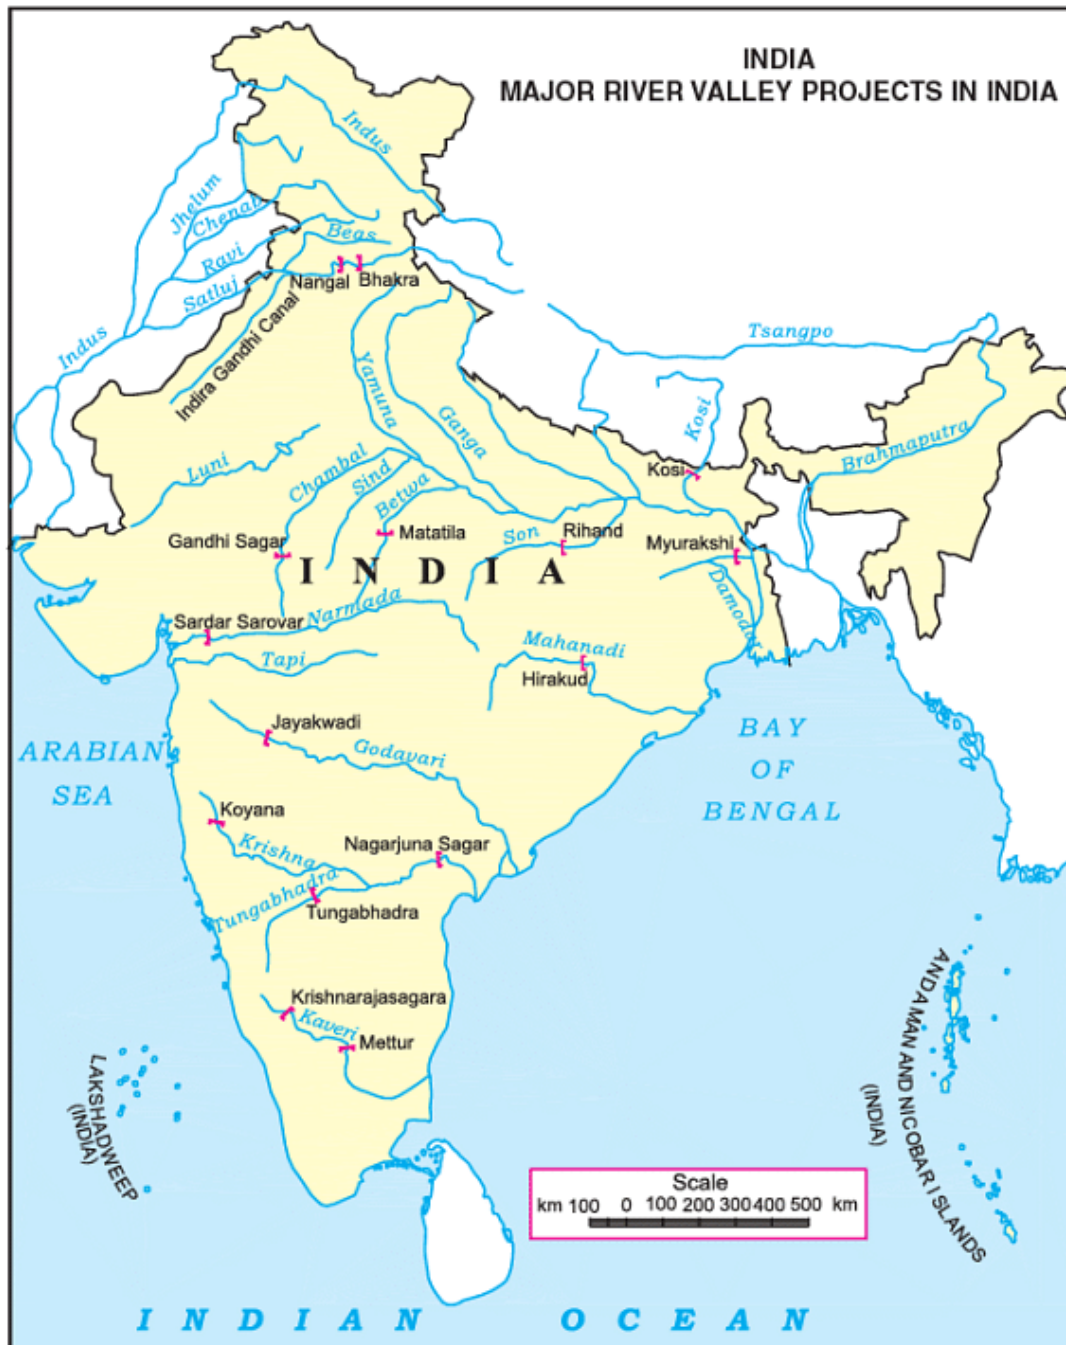 INDIA
MAJOR RIVER VALLEY PROJECTS IN INDIA
Indus
Jhelum
Chenab
Ravi
Beas
Satluj
Nangal
Bhakra
Indus
Indira Gandhi Canal
Tsangpo
Yamuna
Ganga
Kosi
Brahmaputra
Luni
Chambal
Sind
Betwa
Kosi
Gandhi Sagar
Matatila
Son
Rihand
Myurakshi
INDIA
Damodar
Sardar Sarovar
Narmada
Tapi
Mahanadi
Hirakud
Jayakwadi
Godavari
ARABIAN
SEA
BAY
OF
BENGAL
Koyana
Krishna
Nagarjuna Sagar
Tungabhadra
Tungabhadra
Krishnarajasagara
Kaveri
Mettur
LAKSHADWEEP
(INDIA)
ANDAMAN AND NICOBAR ISLANDS
(INDIA)
Scale
km 100 0 100 200 300 400 500 km
INDIAN OCEAN